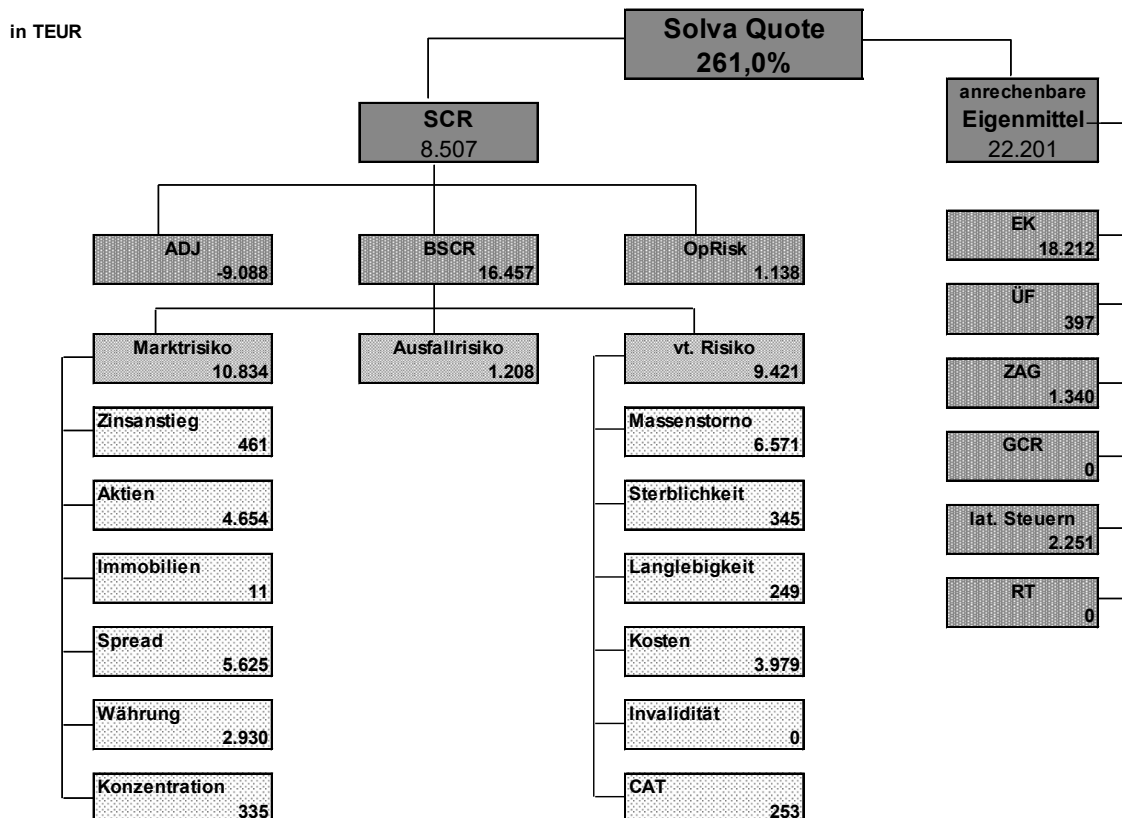 in TEUR
Solva Quote
261,0%
anrechenbare
Eigenmittel
22.201
SCR
8.507
ADJ
-9.088
BSCR
16.457
OpRisk
1.138
EK
18.212
ÜF
397
ZAG
1.340
GCR
0
lat. Steuern
2.251
RT
0
Marktrisiko
10.834
Ausfallrisiko
1.208
vt. Risiko
9.421
Zinsanstieg
461
Aktien
4.654
Immobilien
11
Spread
5.625
Währung
2.930
Konzentration
335
Massenstorno
6.571
Sterblichkeit
345
Langlebigkeit
249
Kosten
3.979
Invalidität
0
CAT
253